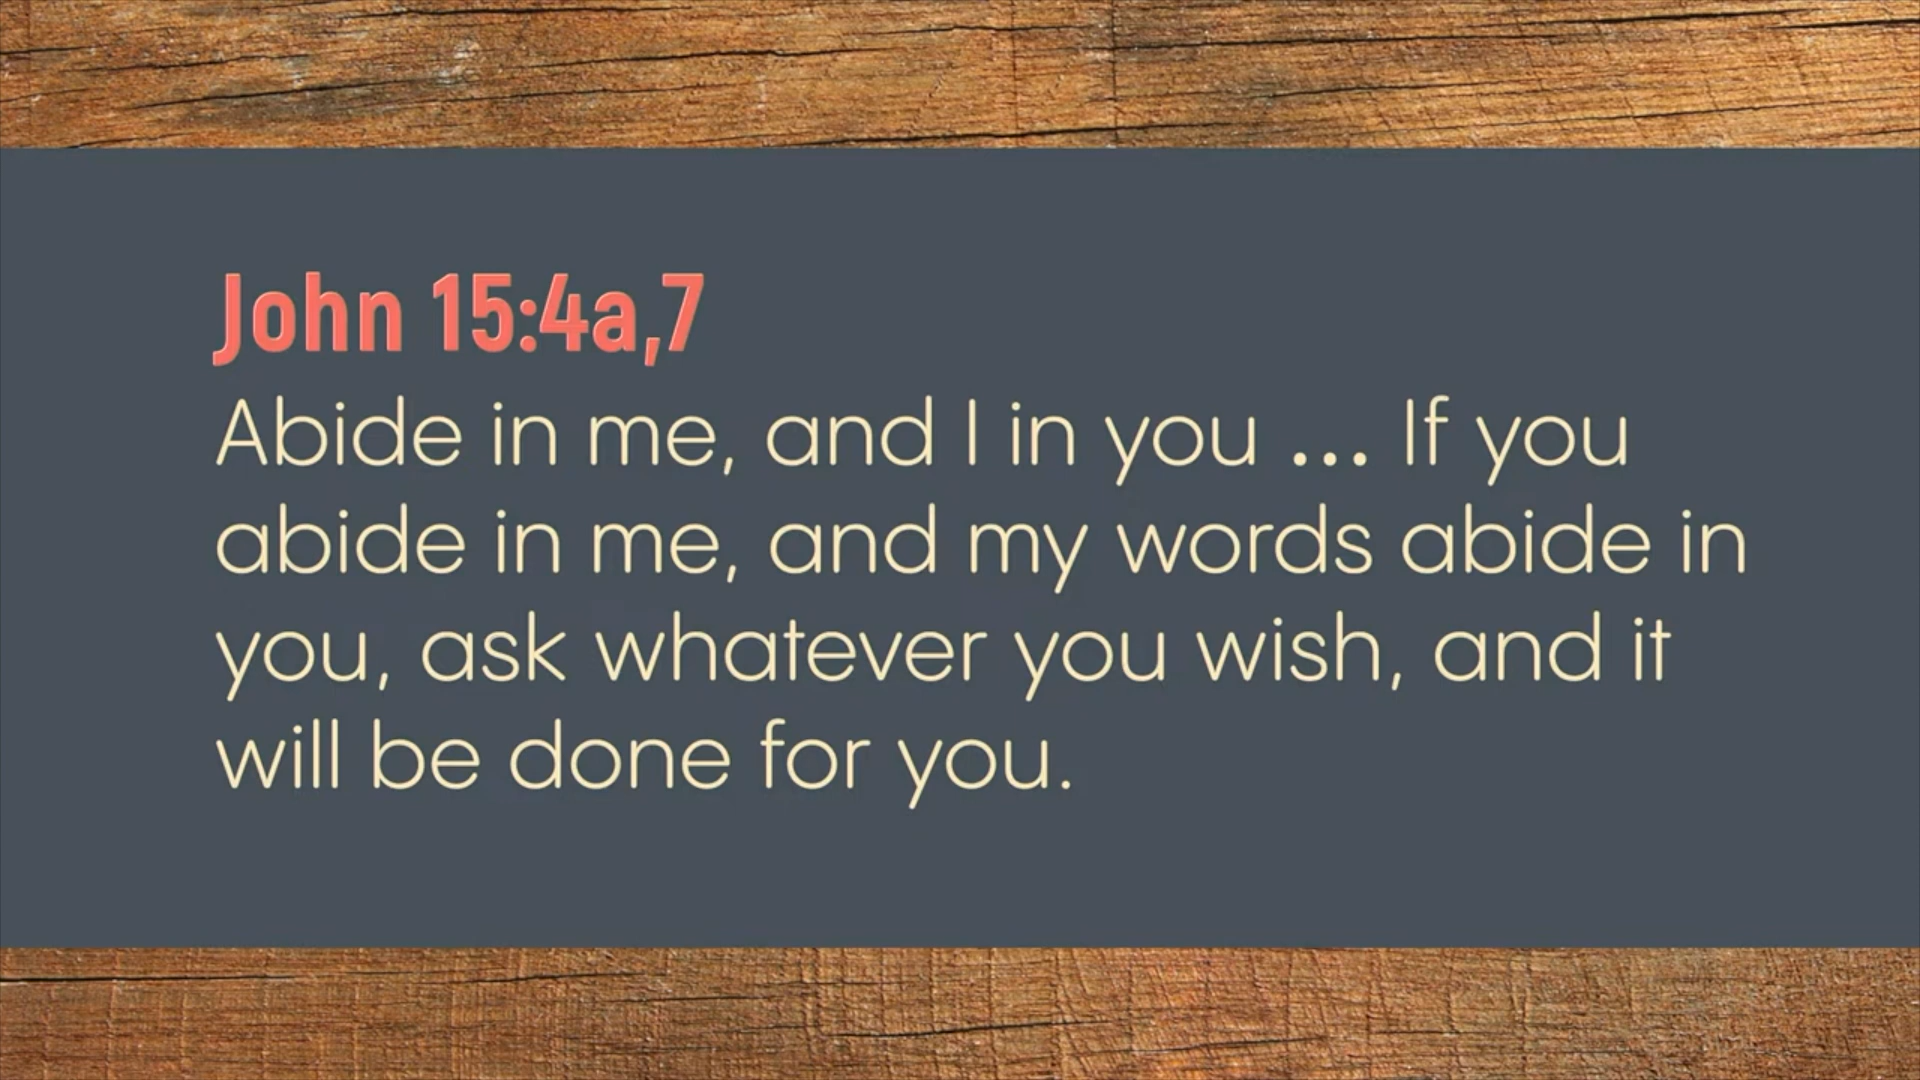 John 15:4a,7
Abide in me, and I in you ... If you
abide in me, and my words abide in
you, ask whatever you wish, and it
will be done for you.